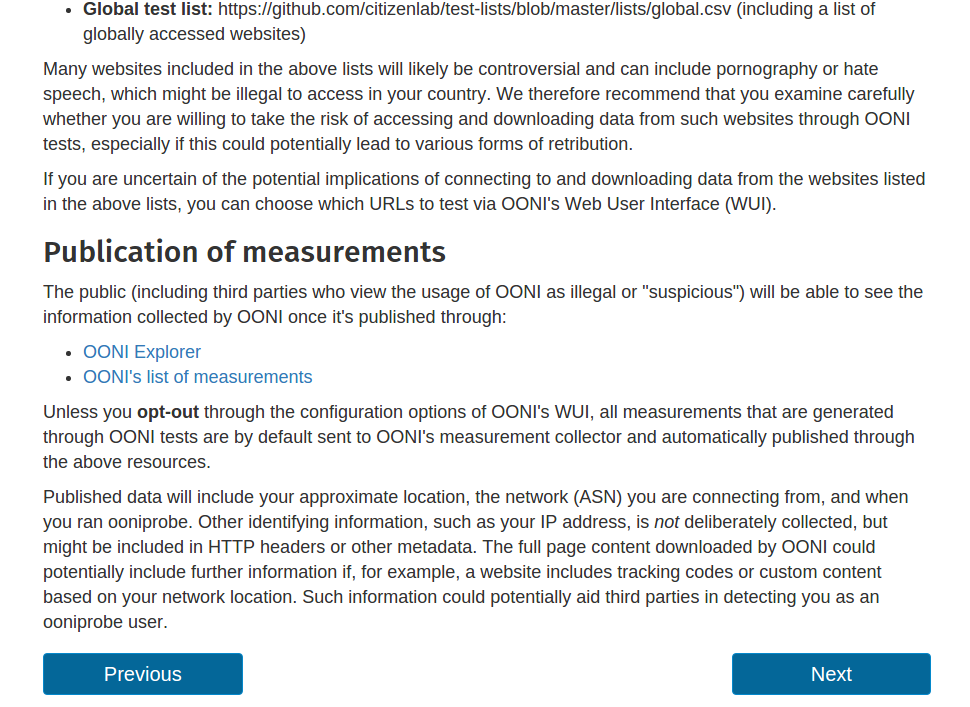 • Global test list: https://github.com/citizenlab/test-lists/blob/master/lists/global.csv (including a list of
globally accessed websites)
Many websites included in the above lists will likely be controversial and can include pornography or hate
speech, which might be illegal to access in your country. We therefore recommend that you examine carefully
whether you are willing to take the risk of accessing and downloading data from such websites through OONI
tests, especially if this could potentially lead to various forms of retribution.
If you are uncertain of the potential implications of connecting to and downloading data from the websites listed
in the above lists, you can choose which URLs to test via OONI's Web User Interface (WUI).
Publication of measurements
The public (including third parties who view the usage of OONI as illegal or "suspicious") will be able to see the
information collected by OONI once it's published through:
• OONI Explorer
• OONI's list of measurements
Unless you opt-out through the configuration options of OONI's WUI, all measurements that are generated
through OONI tests are by default sent to OONI's measurement collector and automatically published through
the above resources.
Published data will include your approximate location, the network (ASN) you are connecting from, and when
you ran ooniprobe. Other identifying information, such as your IP address, is not deliberately collected, but
might be included in HTTP headers or other metadata. The full page content downloaded by OONI could
potentially include further information if, for example, a website includes tracking codes or custom content
based on your network location. Such information could potentially aid third parties in detecting you as an
ooniprobe user.
Previous
Next